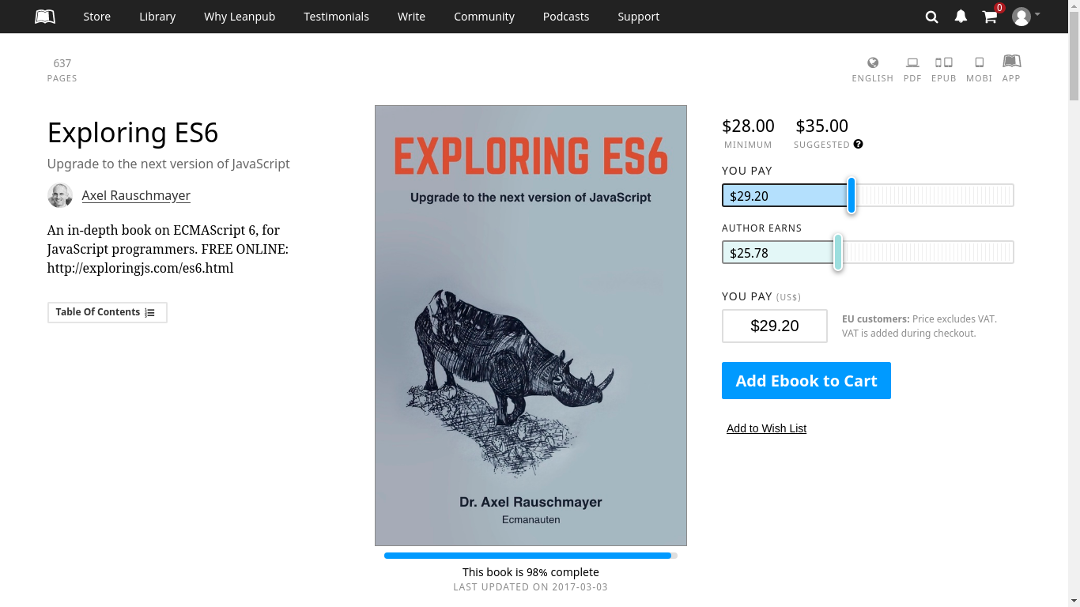 Store Library Why Leanpub Testimonials Write Community Podcasts Support 0
637
PAGES
ENGLISH PDF EPUB MOBI APP
Exploring ES6
Upgrade to the next version of JavaScript
Axel Rauschmayer
An in-depth book on ECMAScript 6, for
JavaScript programmers. FREE ONLINE:
http://exploringjs.com/es6.html
Table Of Contents
EXPLORING ES6
Upgrade to the next version of JavaScript
Dr. Axel Rauschmayer
Ecmanauten
This book is 98% complete
LAST UPDATED ON 2017-03-03
$28.00 $35.00
MINIMUM SUGGESTED ?
YOU PAY
$29.20
AUTHOR EARNS
$25.78
YOU PAY (US$)
$29.20
EU customers: Price excludes VAT.
VAT is added during checkout.
Add Ebook to Cart
Add to Wish List